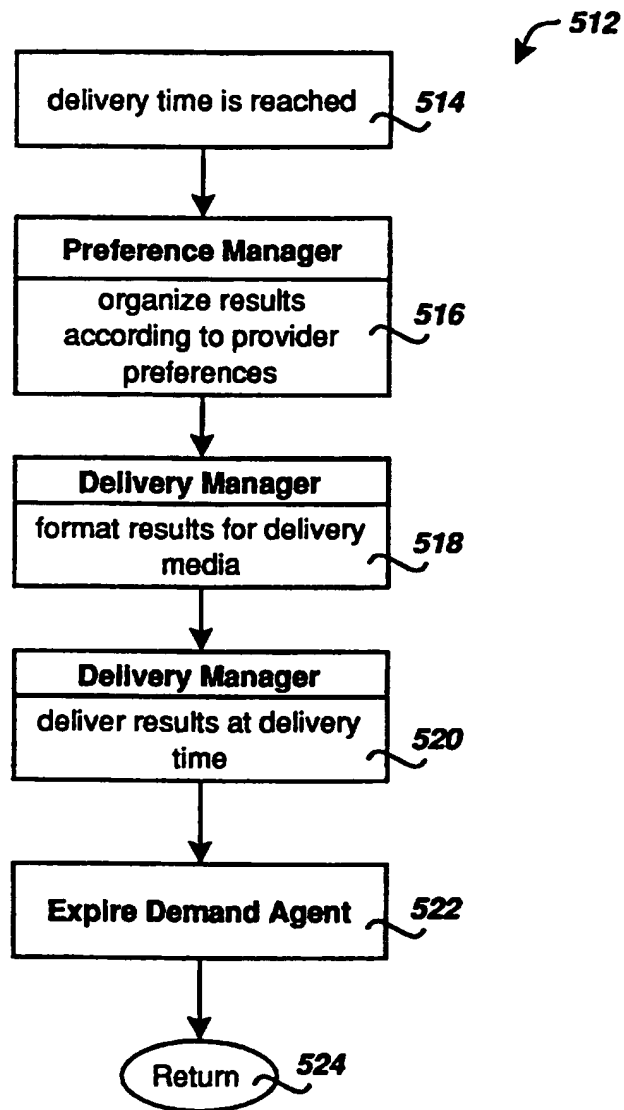 512
delivery time is reached
514
Preference Manager
organize results
according to provider
preferences
516
Delivery Manager
format results for delivery
media
518
Delivery Manager
deliver results at delivery
time
520
Expire Demand Agent
522
Return
524